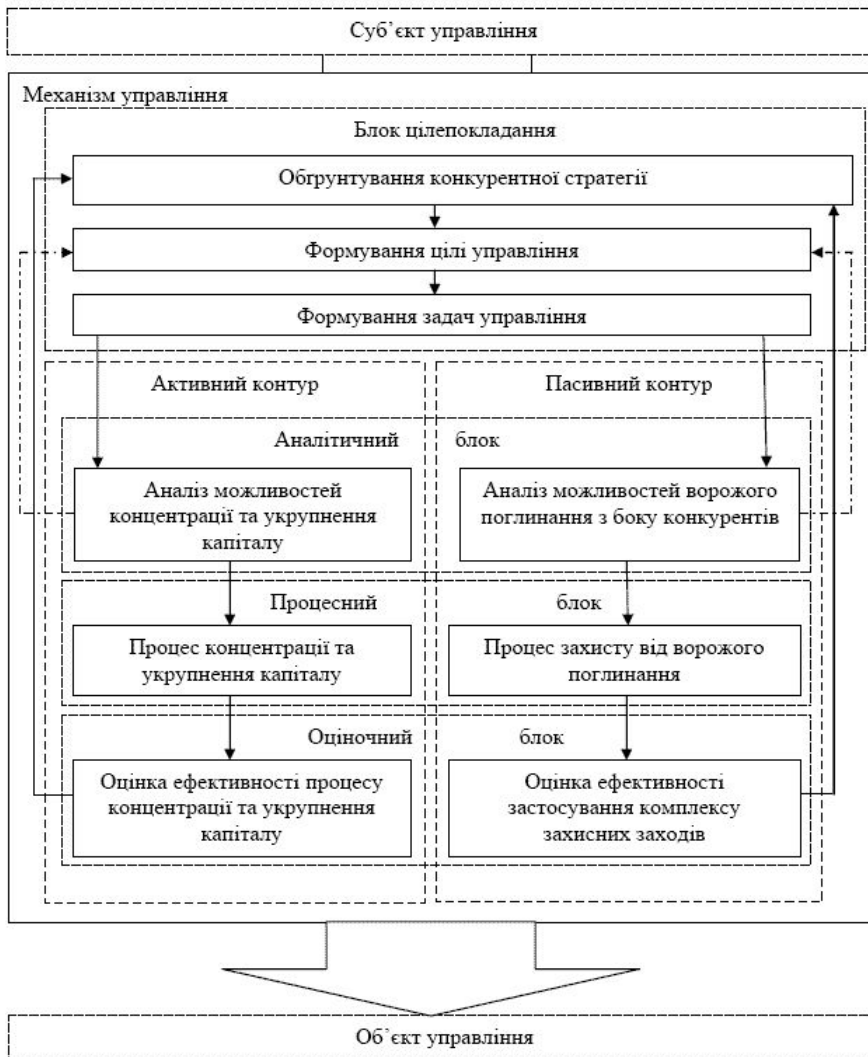 Суб’єкт управління
Механізм управління
Блок цілепокладання
Обґрунтування конкурентної стратегії
Формування цілі управління
Формування задач управління
Активний контур
Пасивний контур
Аналітичний блок
Аналіз можливостей
концентрації та укрупнення
капіталу
Аналіз можливостей ворожого
поглинання з боку конкурентів
Процесний блок
Процес концентрації та
укрупнення капіталу
Процес захисту від ворожого
поглинання
Оціночний блок
Оцінка ефективності процесу
концентрації та укрупнення
капіталу
Оцінка ефективності
застосування комплексу
захисних заходів
Об’єкт управління